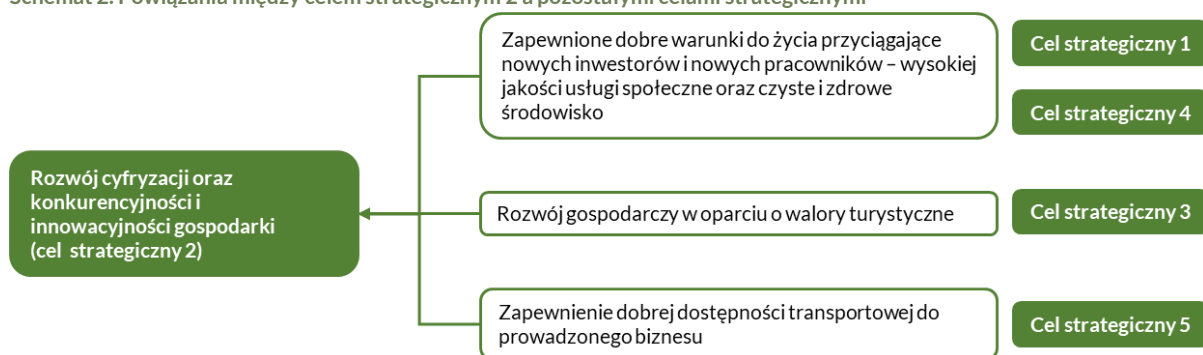 Schemat 2. Powiązania między celem strategicznym 2 a pozostałymi celami strategicznymi
Zapewnione dobre warunki do życia przyciągające
nowych inwestorów i nowych pracowników – wysokiej
jakości usługi społeczne oraz czyste i zdrowe
środowisko
Cel strategiczny 1
Cel strategiczny 4
Rozwój cyfryzacji oraz
konkurencyjności i
innowacyjności gospodarki
(cel strategiczny 2)
Rozwój gospodarczy w oparciu o walory turystyczne
Cel strategiczny 3
Zapewnienie dobrej dostępności transportowej do
prowadzonego biznesu
Cel strategiczny 5